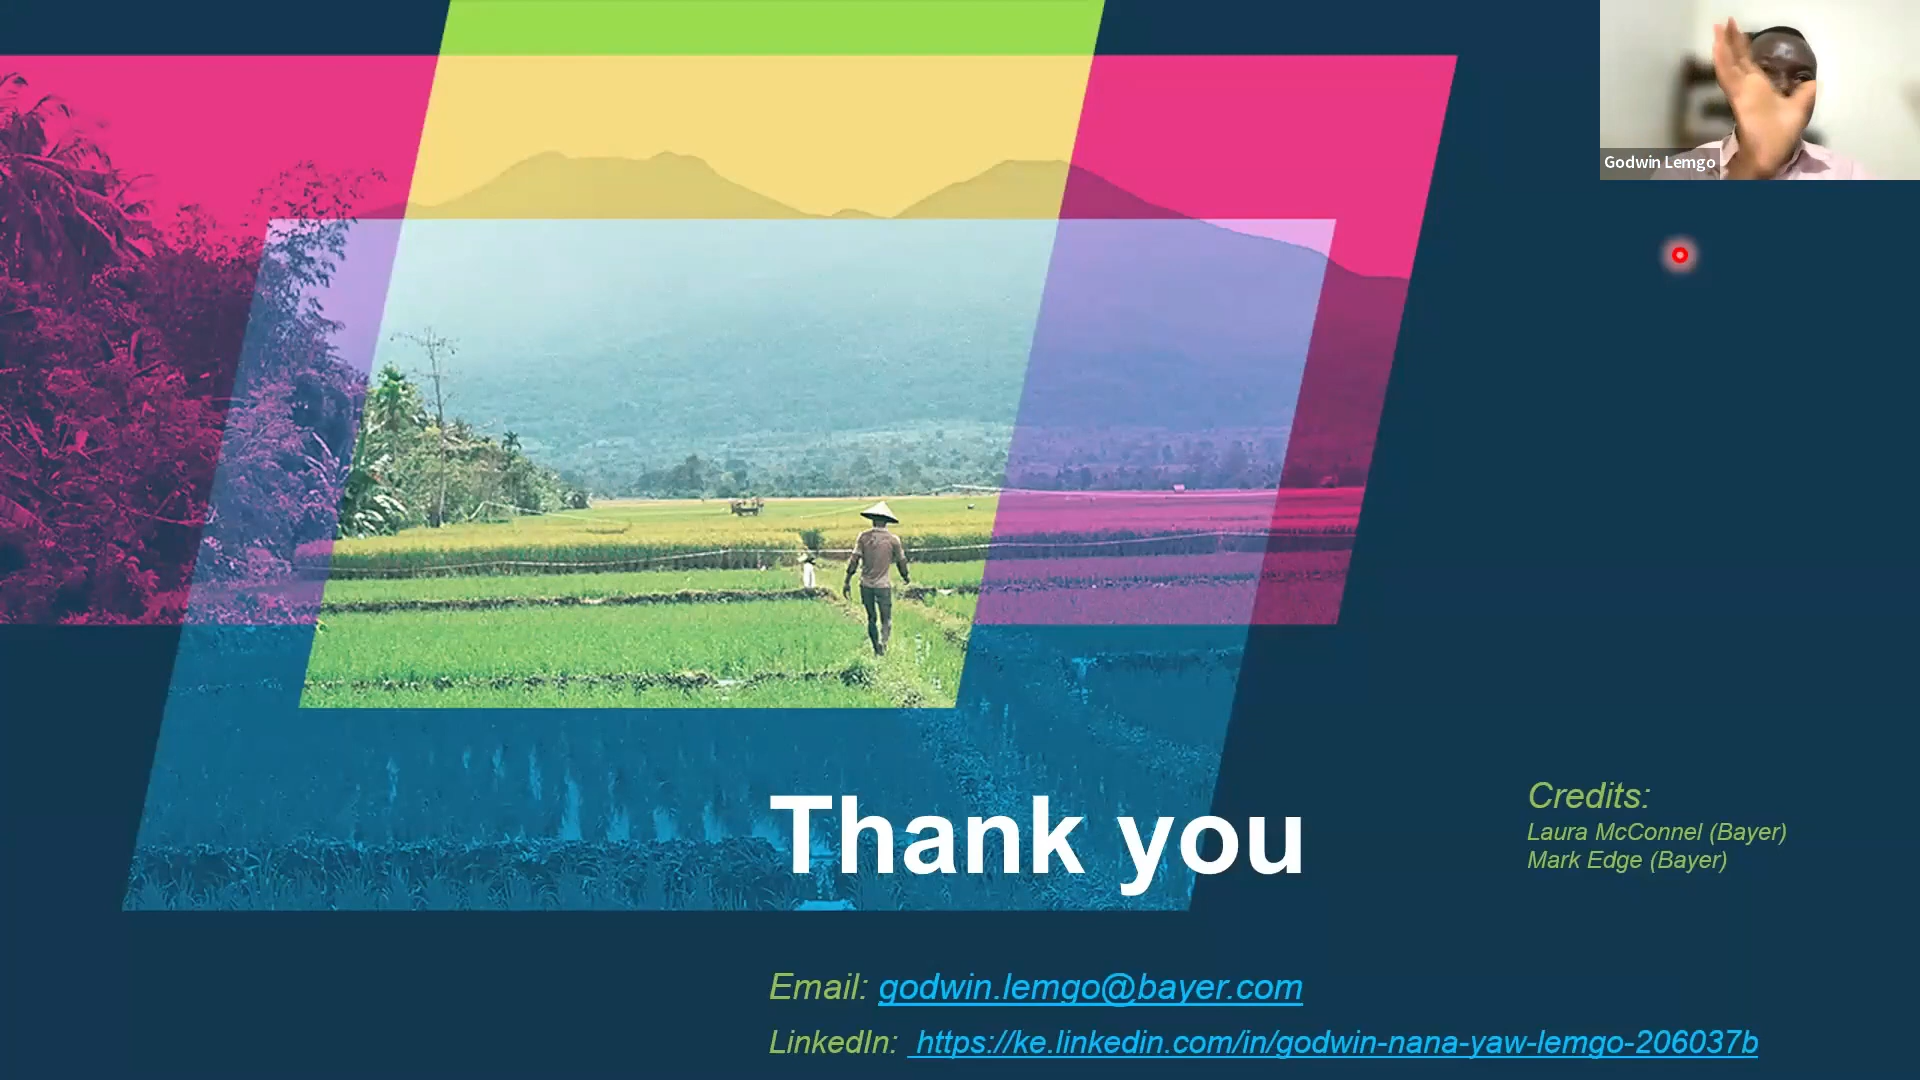 Godwin Lemgo
Thank you
Credits:
Laura McConnel (Bayer)
Mark Edge (Bayer)
Email: godwin.lemgo@bayer.com
LinkedIn: https://ke.linkedin.com/in/godwin-nana-yaw-lemgo-206037b